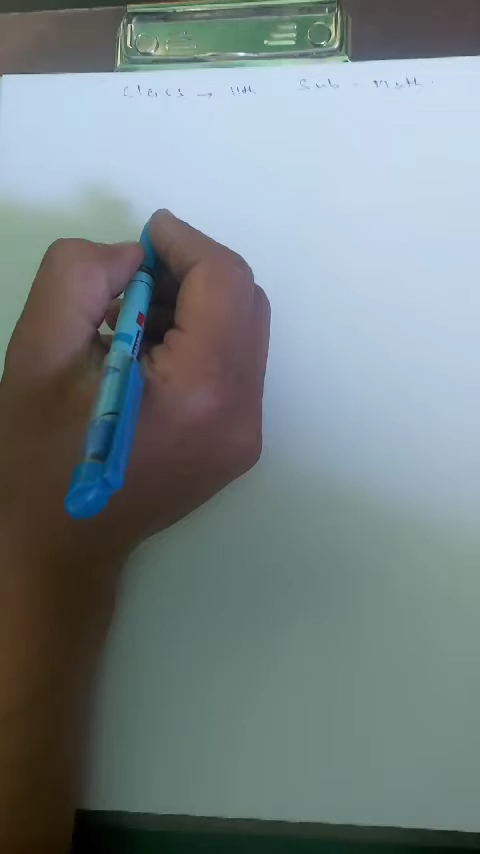 Class → 11th Sub - Math.